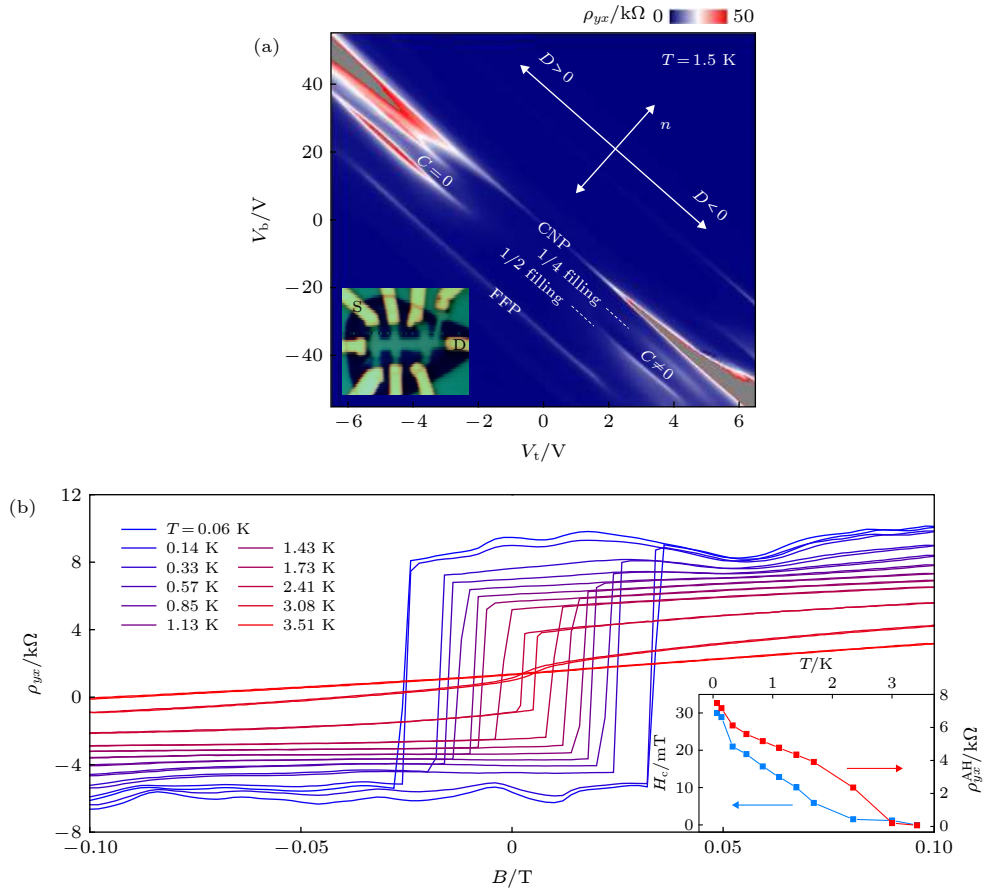 (a)
ρyx/kΩ 0 50
T=1.5 K
D>0
n
D<0
C=0
CNP
1/4 filling
1/2 filling
FFP
C≠0
S
D
40
20
0
−20
−40
Vb/V
−6 −4 −2 0 2 4 6
Vt/V
(b)
12
8
4
0
−4
−8
ρyx/kΩ
T=0.06 K
0.14 K 1.43 K
0.33 K 1.73 K
0.57 K 2.41 K
0.85 K 3.08 K
1.13 K 3.51 K
T/K
0 1 3
30
20
10
0
Hc/mT
8
6
4
2
0
ρyxAH/kΩ
−0.10 −0.05 0 0.05 0.10
B/T